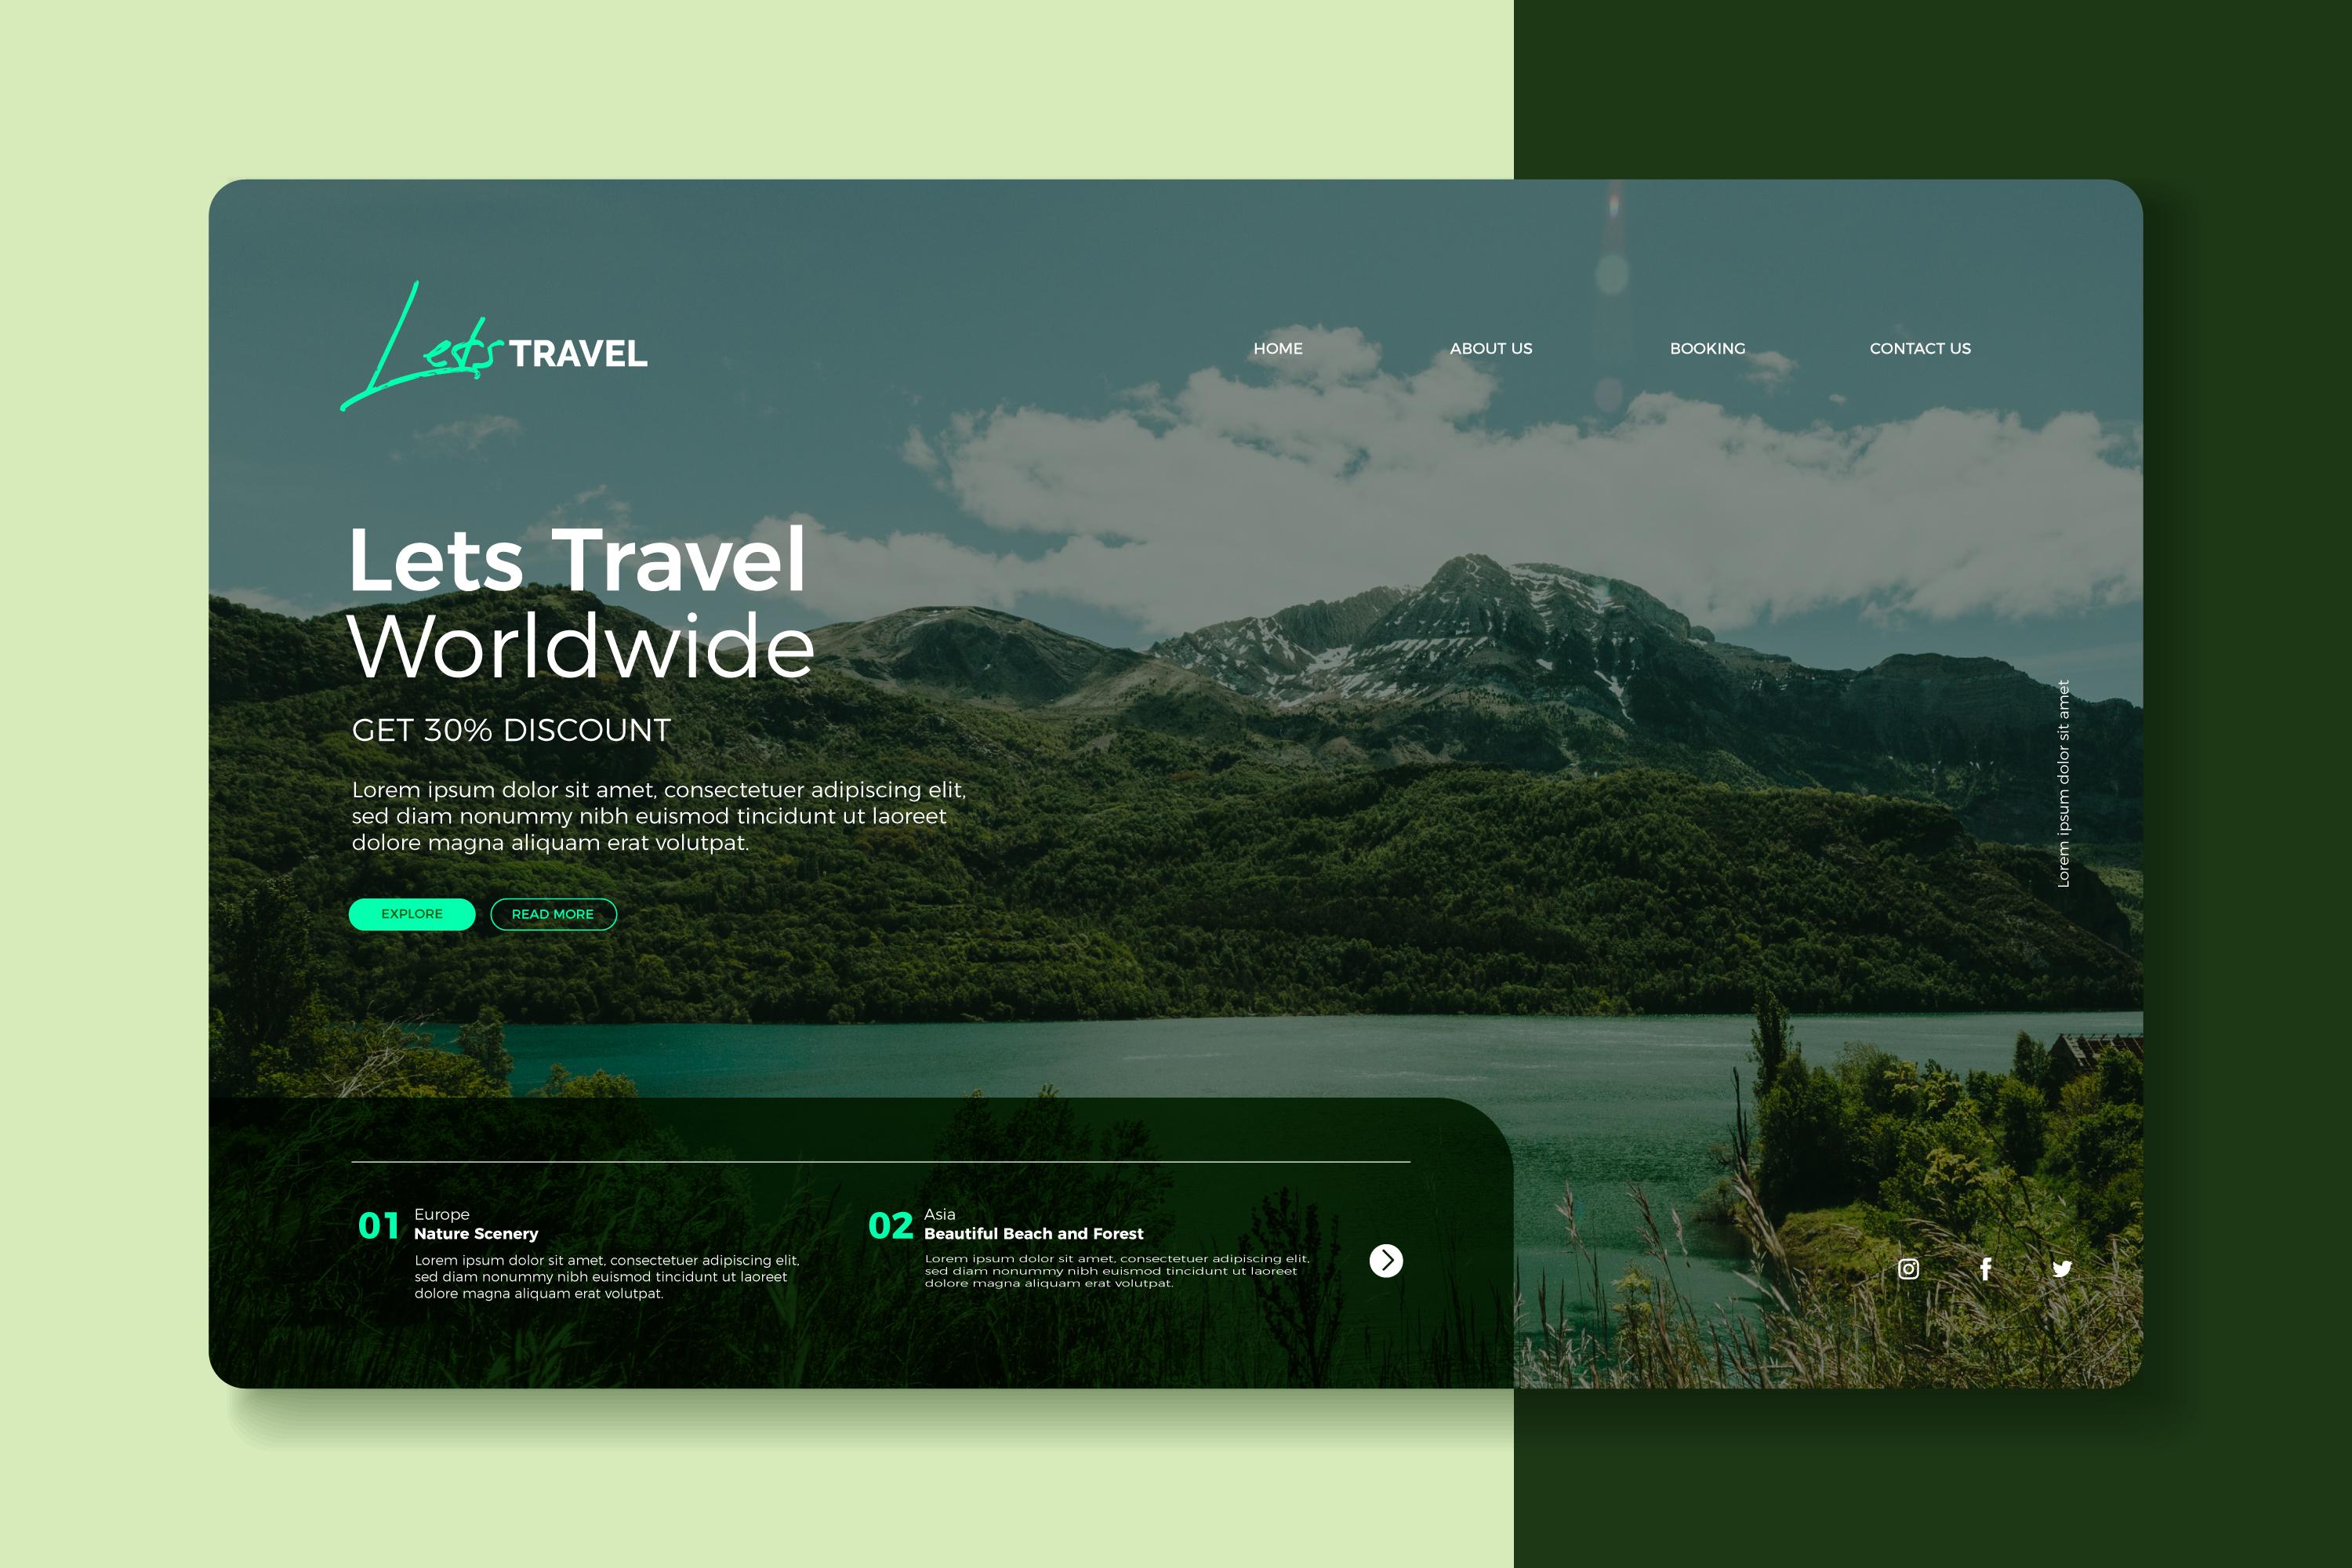 Lets TRAVEL
HOME
ABOUT US
BOOKING
CONTACT US
Lets Travel
Worldwide
GET 30% DISCOUNT
Lorem ipsum dolor sit amet, consectetuer adipiscing elit,
sed diam nonummy nibh euismod tincidunt ut laoreet
dolore magna aliquam erat volutpat.
EXPLORE
READ MORE
Lorem ipsum dolor sit amet
01
Europe
Nature Scenery
Lorem ipsum dolor sit amet, consectetuer adipiscing elit,
sed diam nonummy nibh euismod tincidunt ut laoreet
dolore magna aliquam erat volutpat.
02
Asia
Beautiful Beach and Forest
Lorem ipsum dolor sit amet, consectetuer adipiscing elit,
sed diam nonummy nibh euismod tincidunt ut laoreet
dolore magna aliquam erat volutpat.